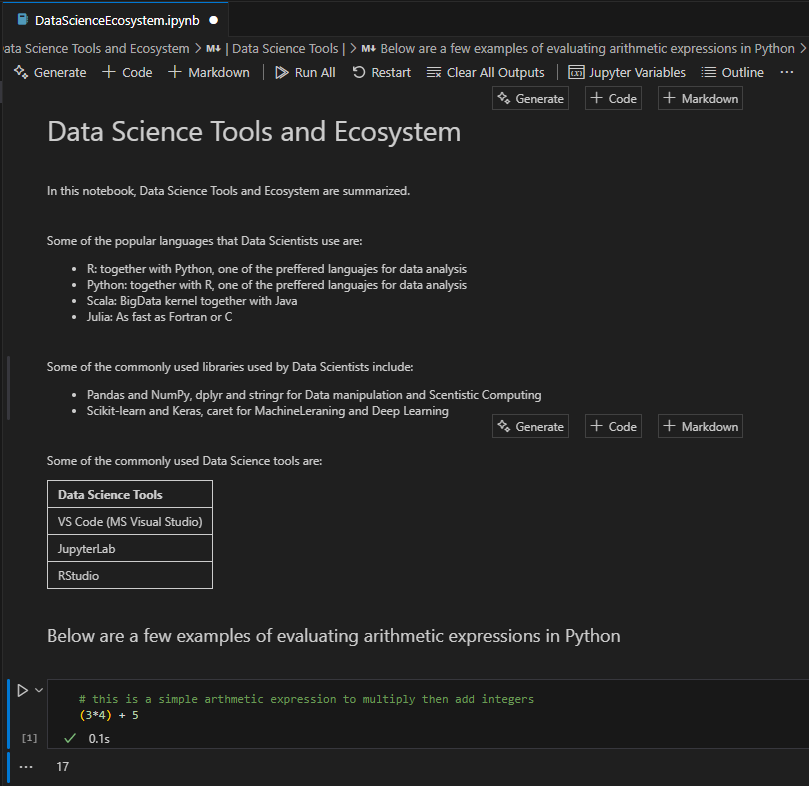 DataScienceEcosystem.ipynb
ata Science Tools and Ecosystem > M↓ | Data Science Tools | > M↓ Below are a few examples of evaluating arithmetic expressions in Python >
Generate + Code + Markdown | Run All Restart Clear All Outputs | Jupyter Variables Outline ...
Generate + Code + Markdown
Data Science Tools and Ecosystem
In this notebook, Data Science Tools and Ecosystem are summarized.
Some of the popular languages that Data Scientists use are:
• R: together with Python, one of the preffered languajes for data analysis
• Python: together with R, one of the preffered languajes for data analysis
• Scala: BigData kernel together with Java
• Julia: As fast as Fortran or C
Some of the commonly used libraries used by Data Scientists include:
• Pandas and NumPy, dplyr and stringr for Data manipulation and Scentistic Computing
• Scikit-learn and Keras, caret for MachineLeraning and Deep Learning
Generate + Code + Markdown
Some of the commonly used Data Science tools are:
Data Science Tools
VS Code (MS Visual Studio)
JupyterLab
RStudio
Below are a few examples of evaluating arithmetic expressions in Python
# this is a simple arthmetic expression to multiply then add integers
(3*4) + 5
[1] ✓ 0.1s
... 17